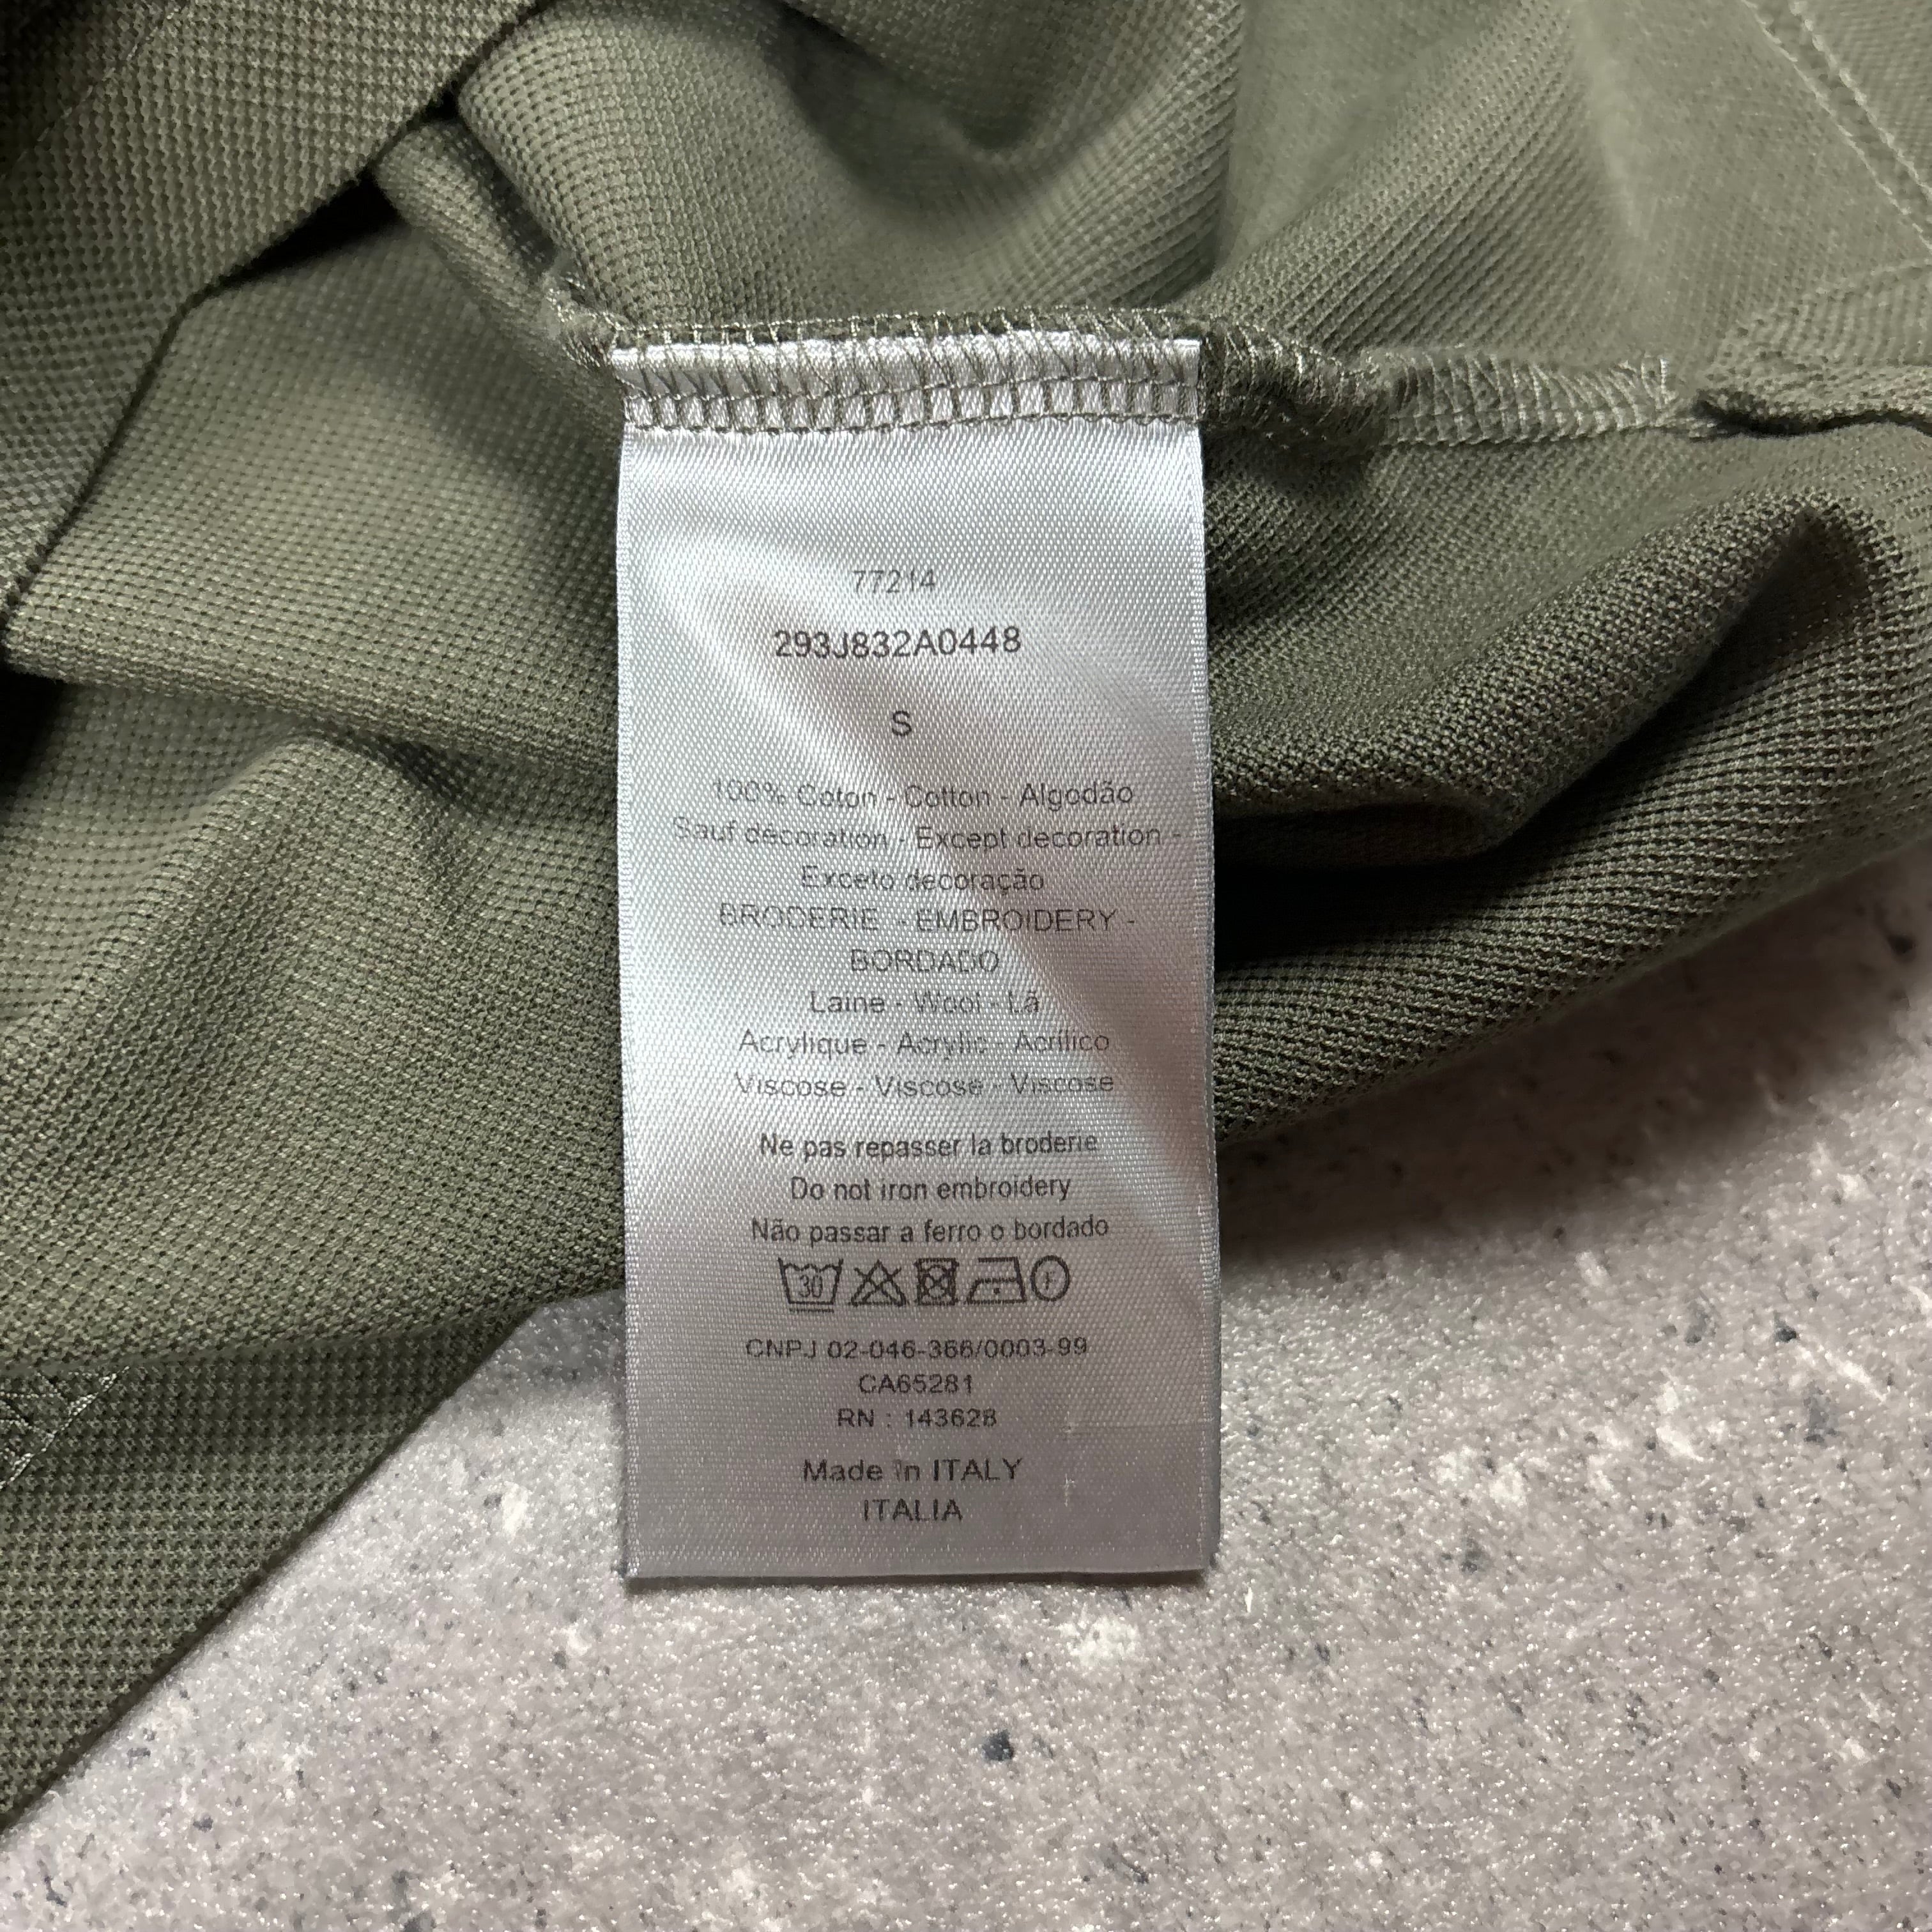 77214
293J832A0448
S
100% Coton - Cotton - Algodão
Sauf décoration - Except decoration -
Exceto decoração
BRODERIE - EMBROIDERY -
BORDADO
Laine - Wool - Lã
Acrylique - Acrylic - Acrílico
Viscose - Viscose - Viscose
Ne pas repasser la broderie
Do not iron embroidery
Não passar a ferro o bordado
30 F
CNPJ 02-046-366/0003-99
CA65281
RN : 143628
Made in ITALY
ITALIA